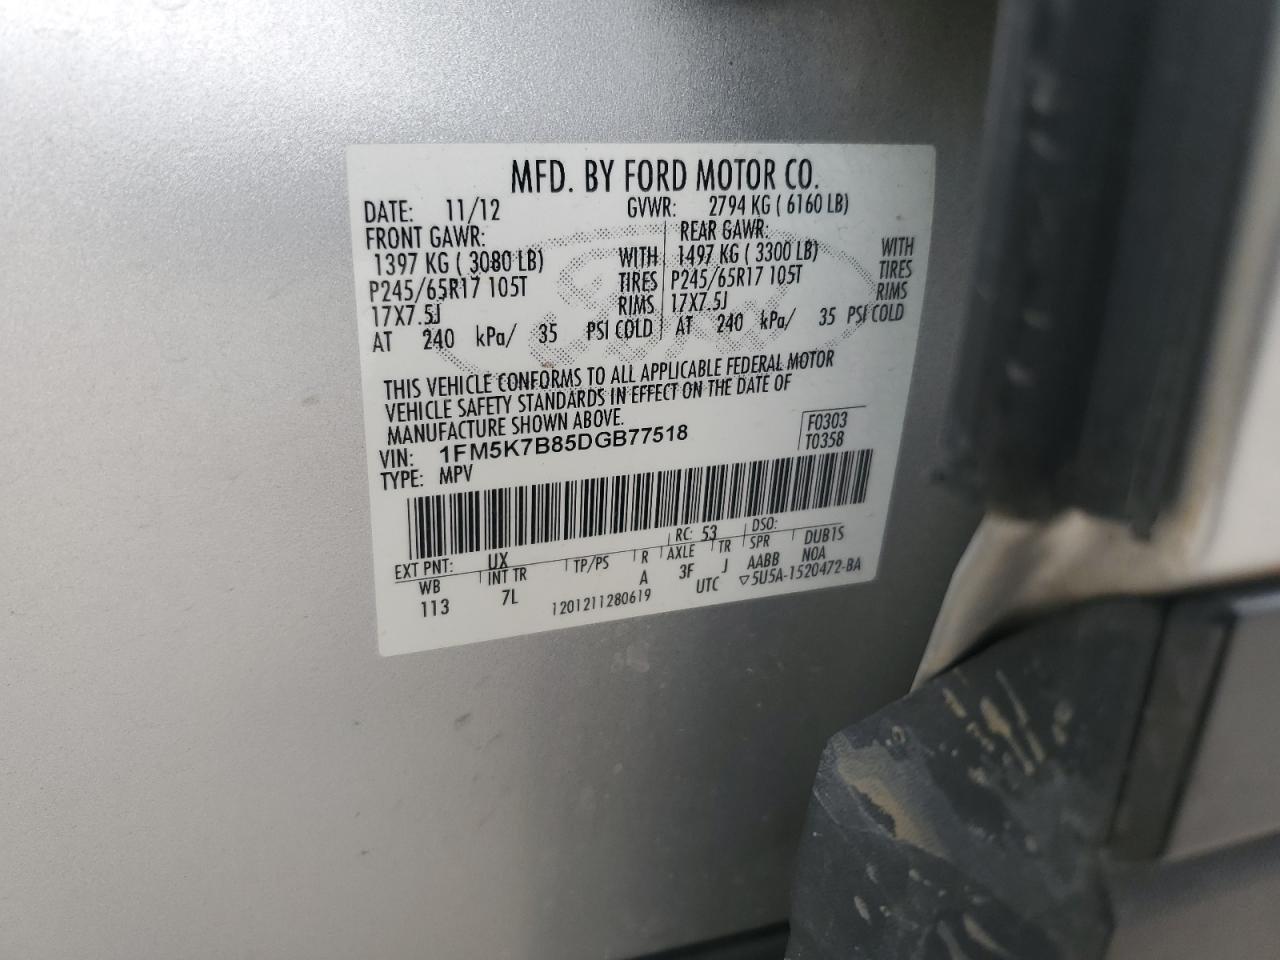 MFD. BY FORD MOTOR CO.
DATE: 11/12 GVWR: 2794 KG ( 6160 LB)
FRONT GAWR: REAR GAWR:
1397 KG ( 3080 LB) WITH 1497 KG ( 3300 LB) WITH
P245/65R17 105T TIRES P245/65R17 105T TIRES
17X7.5J RIMS 17X7.5J RIMS
AT 240 kPa/ 35 PSI COLD AT 240 kPa/ 35 PSI COLD
THIS VEHICLE CONFORMS TO ALL APPLICABLE FEDERAL MOTOR
VEHICLE SAFETY STANDARDS IN EFFECT ON THE DATE OF
MANUFACTURE SHOWN ABOVE.
VIN: 1FM5K7B85DGB77518 F0303
TYPE: MPV T0358
EXT PNT: UX RC: 53 DSO:
WB INT TR TP/PS R AXLE TR SPR DUB1S
113 7L A 3F J AABB NOA
1201211280619 UTC ▽5U5A-1520472-BA